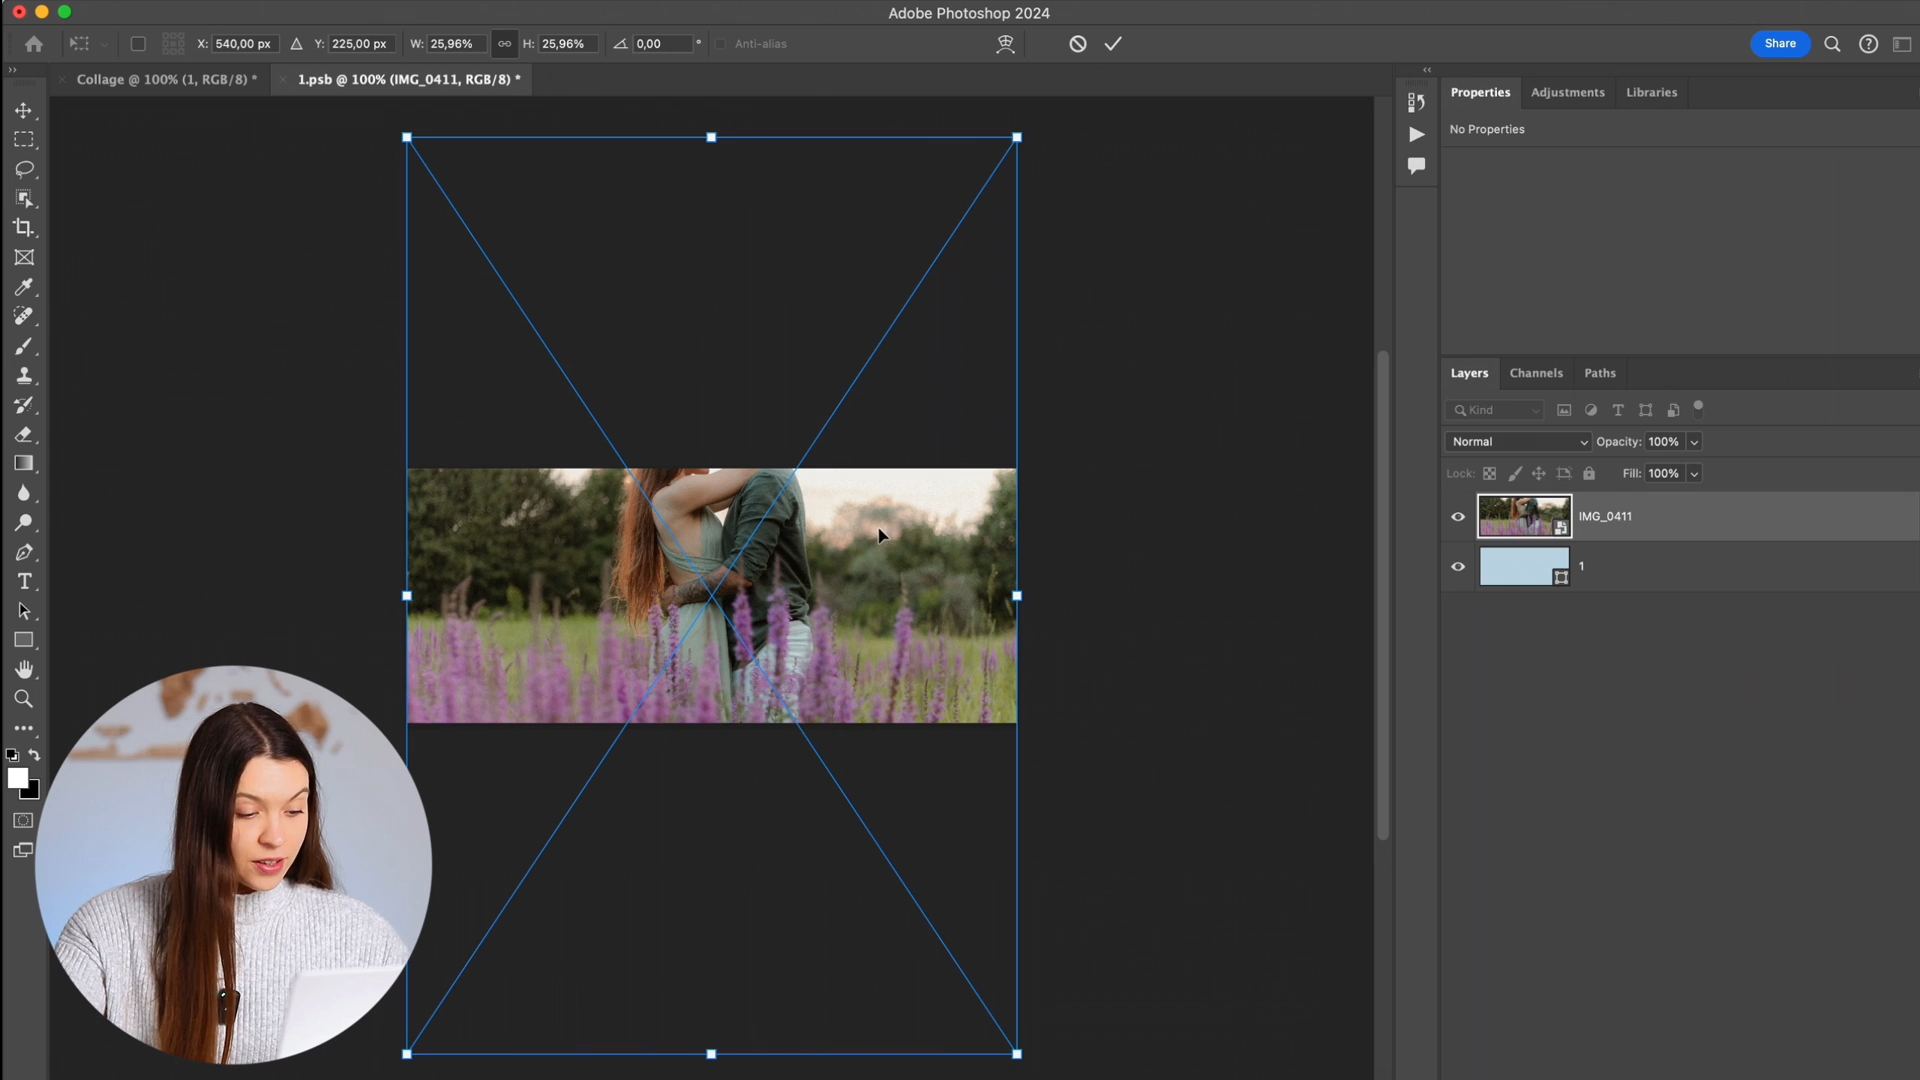 Adobe Photoshop 2024
X: 540,00 px Y: 225,00 px W: 25,96% H: 25,96% 0,00 ° Anti-alias Share
Collage @ 100% (1, RGB/8) * 1.psb @ 100% (IMG_0411, RGB/8) *
Properties Adjustments Libraries
No Properties
Layers Channels Paths
Kind
Normal Opacity: 100%
Lock: Fill: 100%
IMG_0411
1